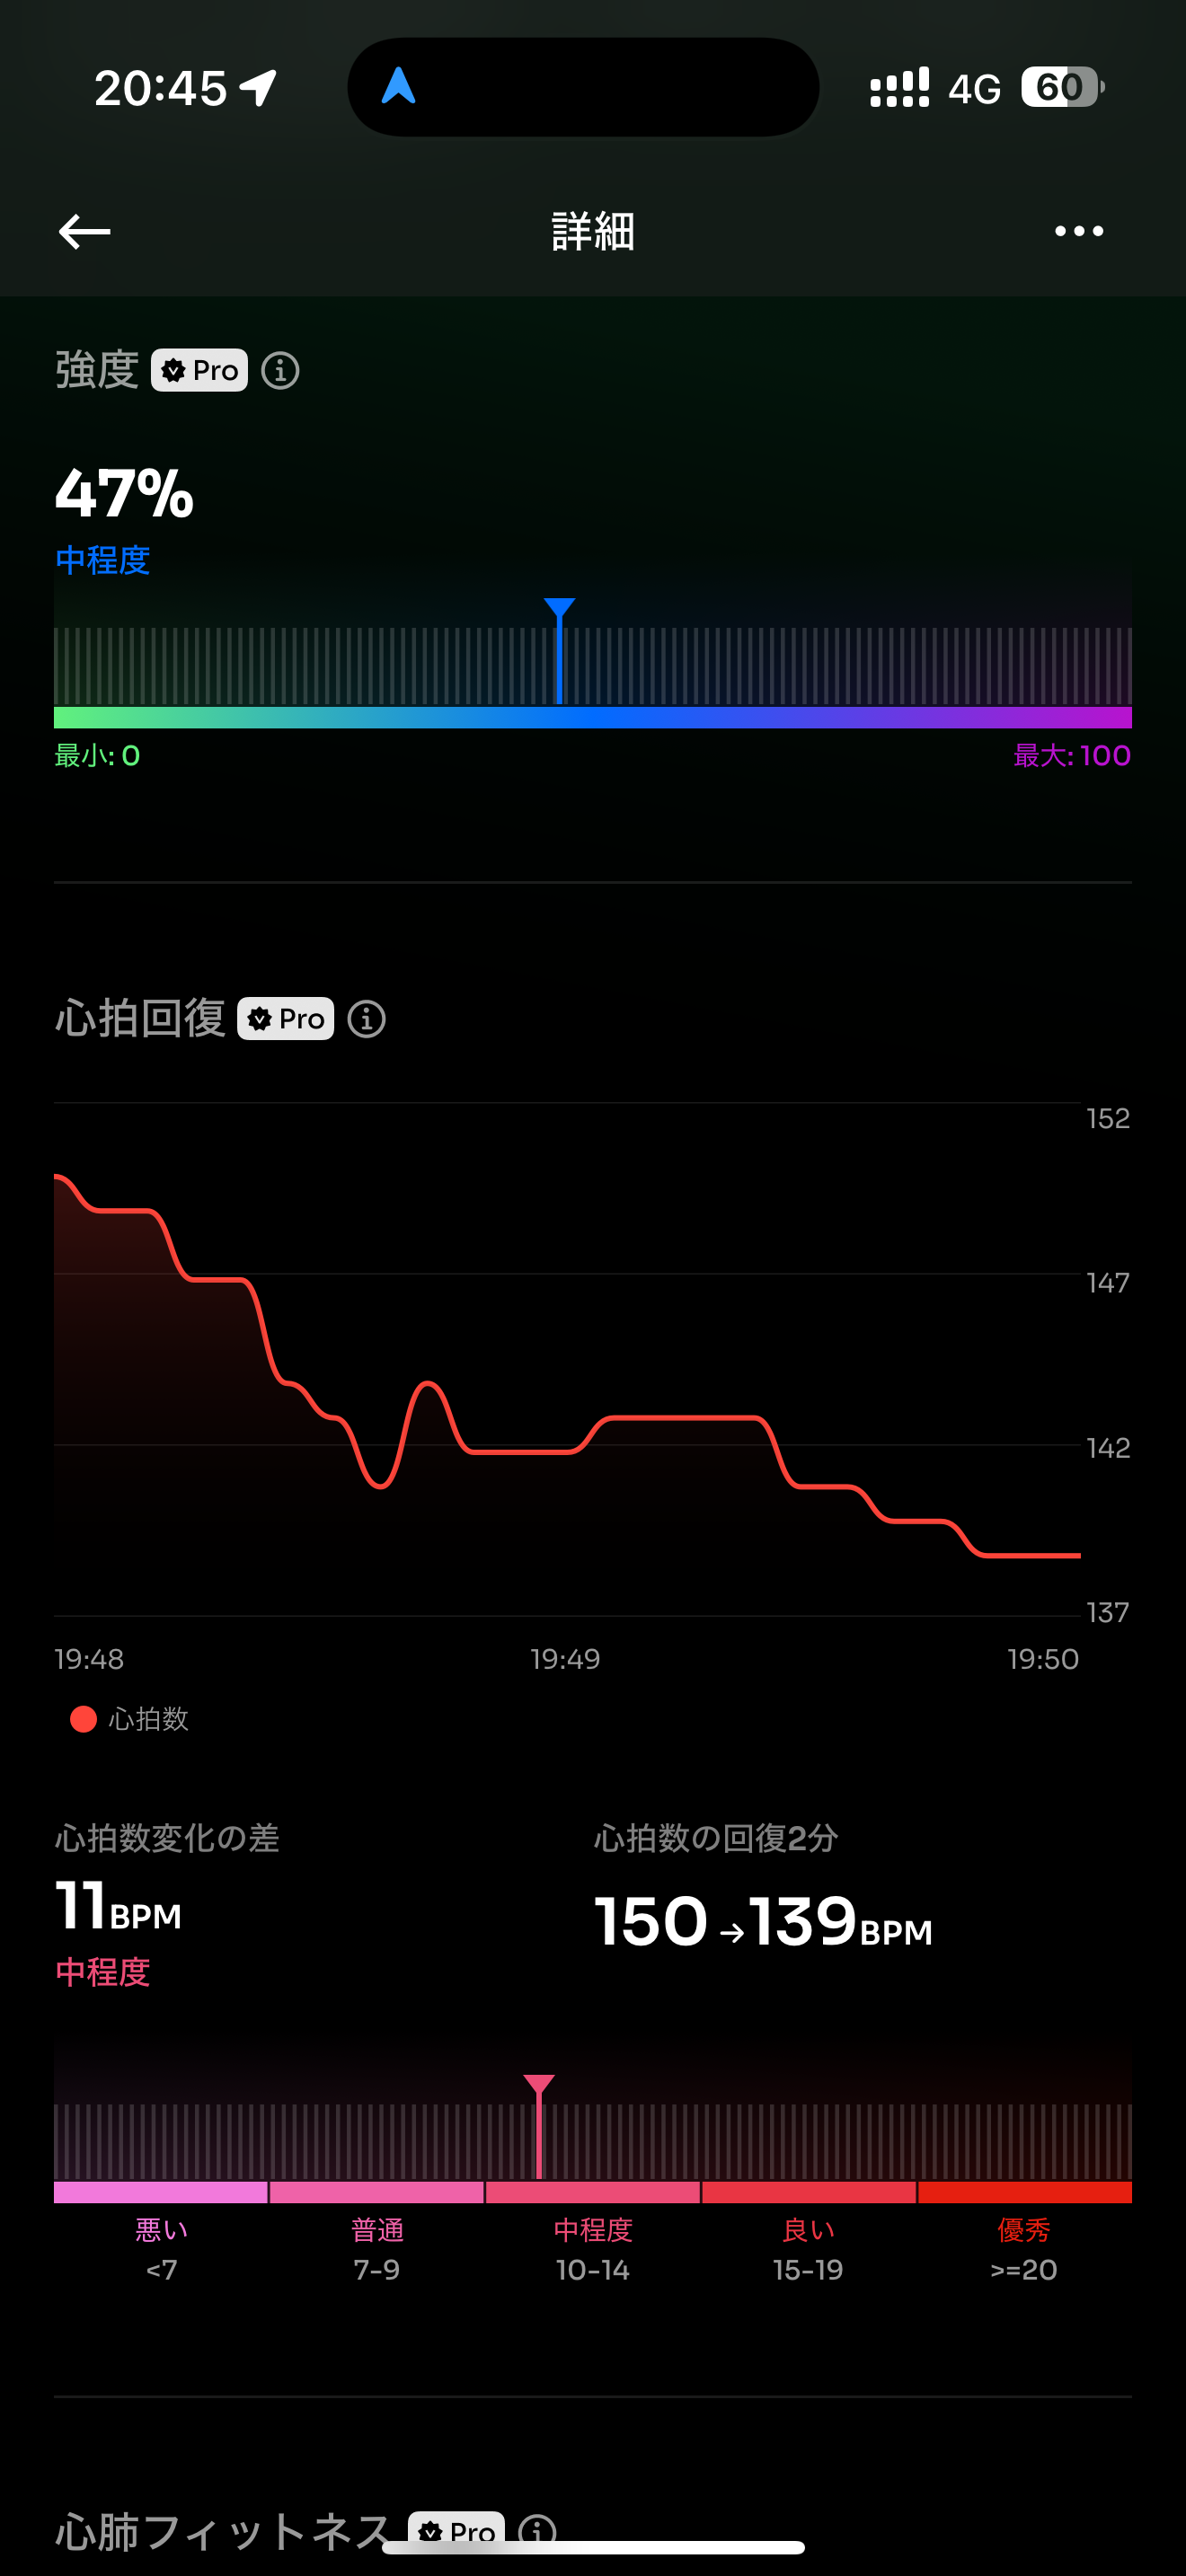 20:45 4G 60
詳細
強度 Pro
47%
中程度
最小: 0 最大: 100
心拍回復 Pro
152
147
142
137
19:48 19:49 19:50
心拍数
心拍数変化の差 心拍数の回復2分
11BPM 150→139BPM
中程度
悪い 普通 中程度 良い 優秀
<7 7-9 10-14 15-19 >=20
心肺フィットネス Pro